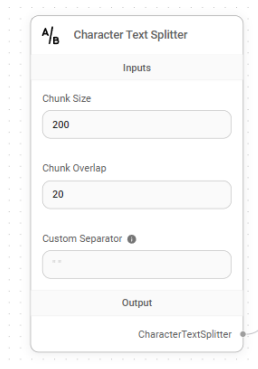 A/B Character Text Splitter
Inputs
Chunk Size
200
Chunk Overlap
20
Custom Separator
" "
Output
CharacterTextSplitter